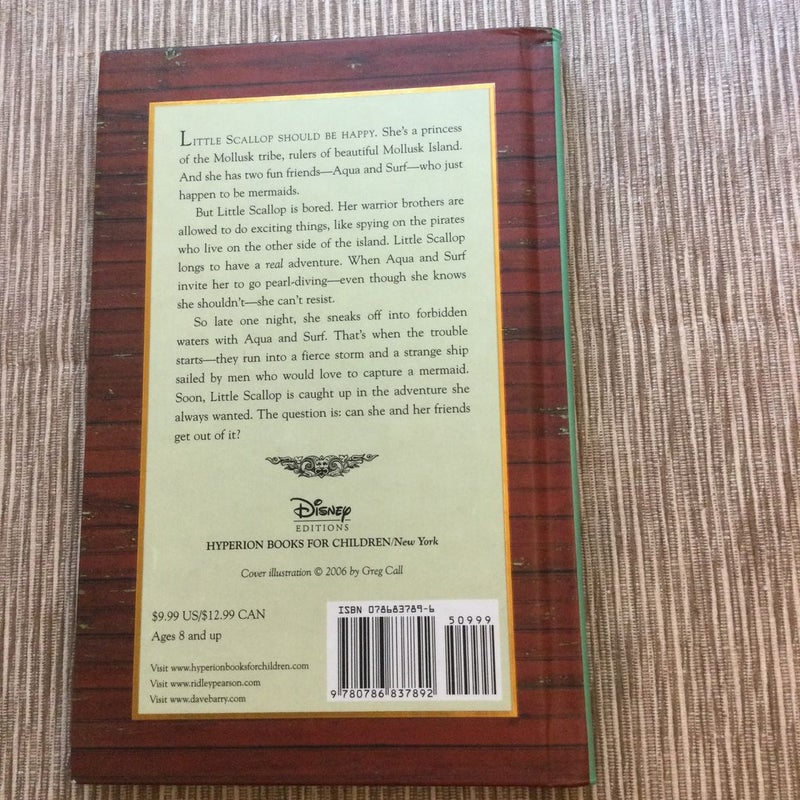 LITTLE SCALLOP SHOULD BE HAPPY. She's a princess
of the Mollusk tribe, rulers of beautiful Mollusk Island.
And she has two fun friends—Aqua and Surf—who just
happen to be mermaids.
But Little Scallop is bored. Her warrior brothers are
allowed to do exciting things, like spying on the pirates
who live on the other side of the island. Little Scallop
longs to have a real adventure. When Aqua and Surf
invite her to go pearl-diving—even though she knows
she shouldn't—she can't resist.
So late one night, she sneaks off into forbidden
waters with Aqua and Surf. That's when the trouble
starts—they run into a fierce storm and a strange ship
sailed by men who would love to capture a mermaid.
Soon, Little Scallop is caught up in the adventure she
always wanted. The question is: can she and her friends
get out of it?
Disney
EDITIONS
HYPERION BOOKS FOR CHILDREN/New York
Cover illustration © 2006 by Greg Call
$9.99 US/$12.99 CAN
Ages 8 and up
Visit www.hyperionbooksforchildren.com
Visit www.ridleypearson.com
Visit www.davebarry.com
ISBN 078683789-6
50999
9 780786 837892